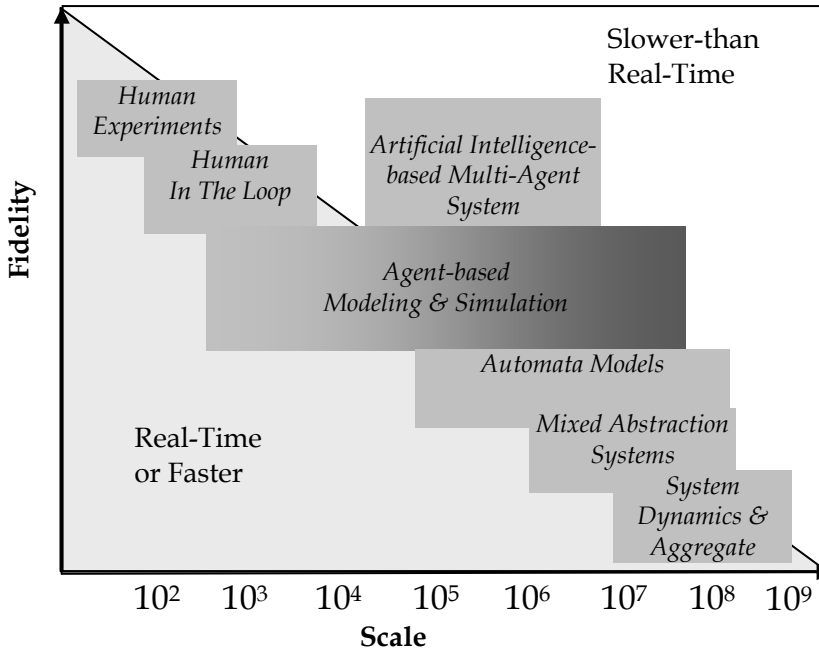 Slower-than
Real-Time
Human
Experiments
Human
In The Loop
Artificial Intelligence-
based Multi-Agent
System
Fidelity
Agent-based
Modeling & Simulation
Automata Models
Real-Time
or Faster
Mixed Abstraction
Systems
System
Dynamics &
Aggregate
10² 10³ 10⁴ 10⁵ 10⁶ 10⁷ 10⁸ 10⁹
Scale